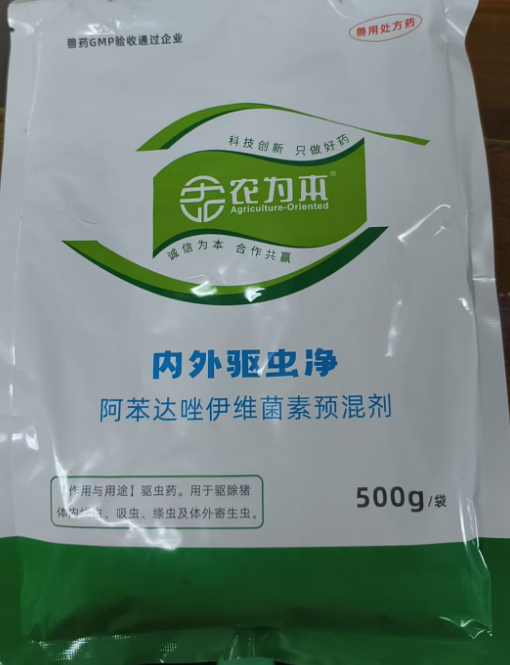 兽药GMP验收通过企业
兽用处方药
科技创新 只做好药
农为本®
Agriculture-Oriented
诚信为本 合作共赢
内外驱虫净
阿苯达唑伊维菌素预混剂
【作用与用途】驱虫药。用于驱除猪
体内线虫、吸虫、绦虫及体外寄生虫。
500g/袋